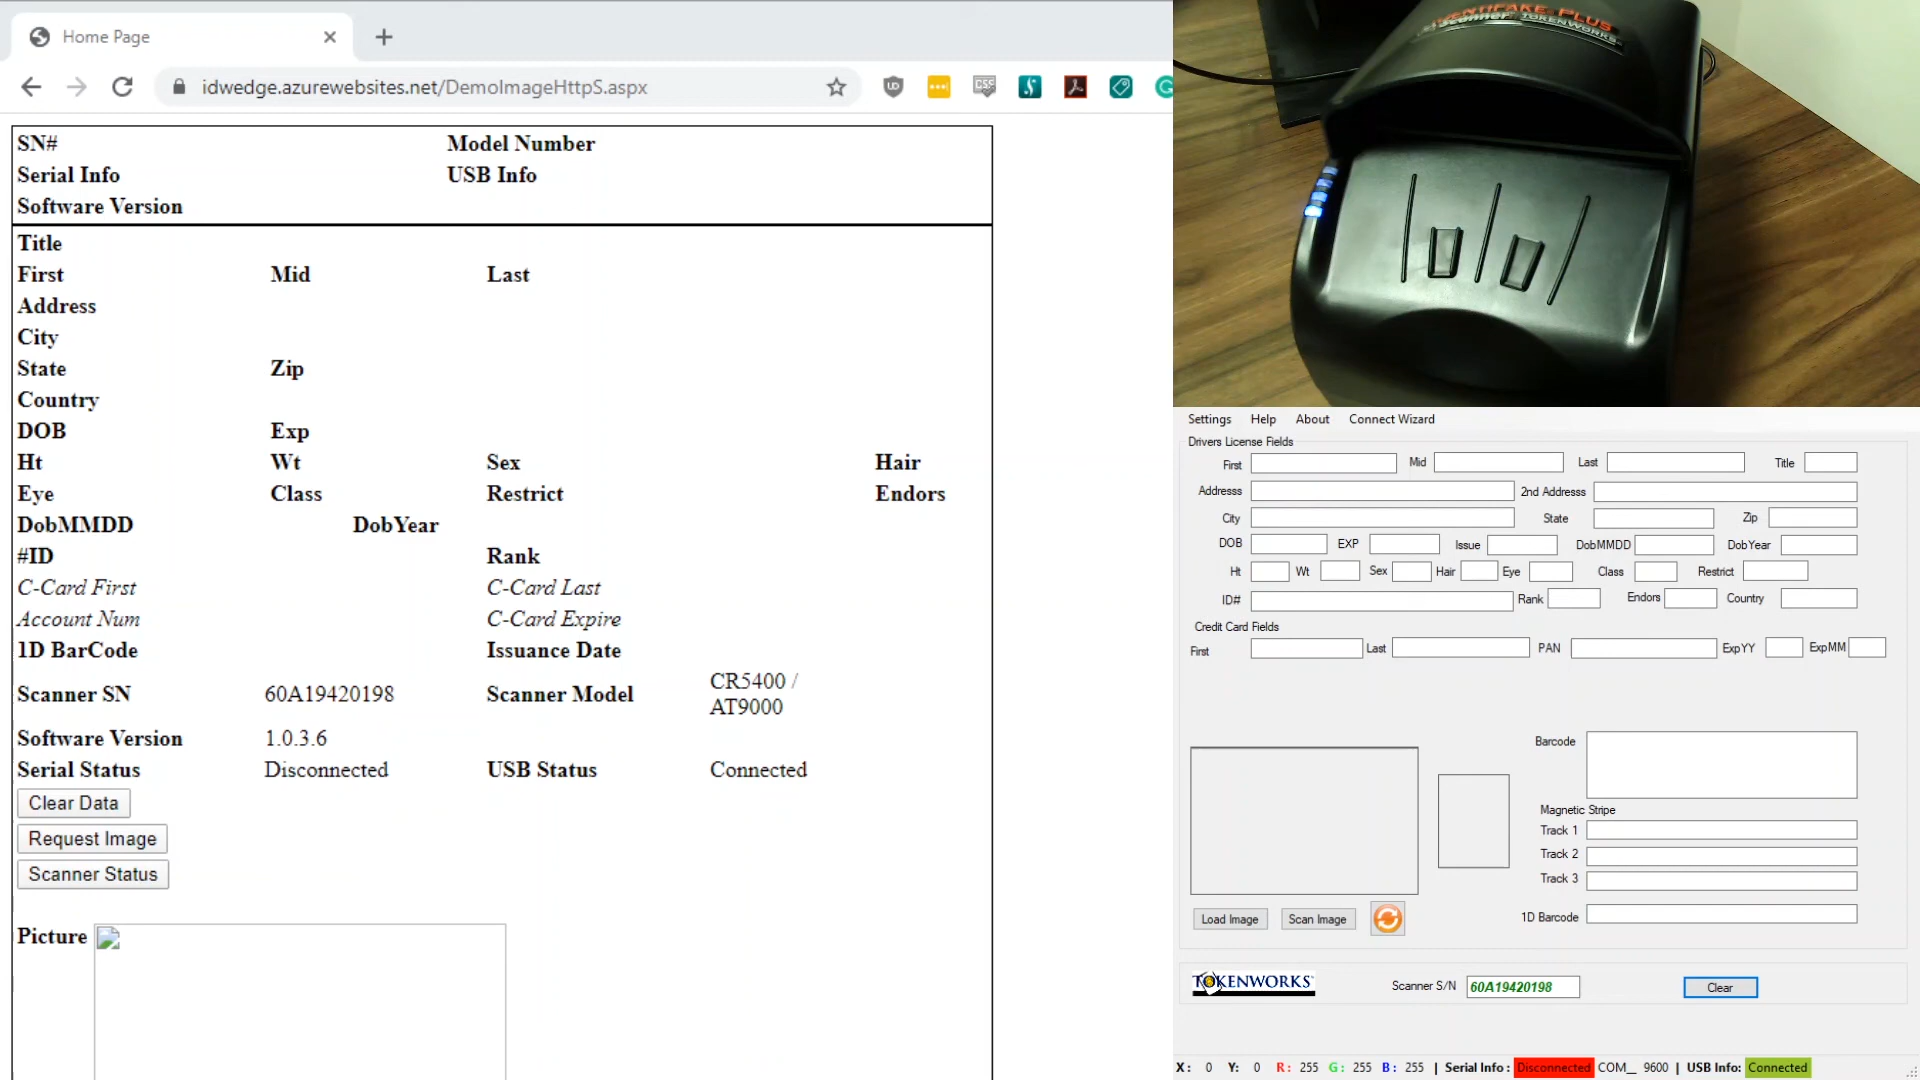 Home Page
idwedge.azurewebsites.net/DemoImageHttpS.aspx
SN# Model Number
Serial Info USB Info
Software Version
Title
First Mid Last
Address
City
State Zip
Country
DOB Exp
Ht Wt Sex Hair
Eye Class Restrict Endors
DobMMDD DobYear
#ID Rank
C-Card First C-Card Last
Account Num C-Card Expire
1D BarCode Issuance Date
Scanner SN 60A19420198 Scanner Model CR5400 / AT9000
Software Version 1.0.3.6
Serial Status Disconnected USB Status Connected
Clear Data
Request Image
Scanner Status
Picture
PLUS
Scanner TOKENWORKS
Settings Help About Connect Wizard
Drivers License Fields
First Mid Last Title
Addresss 2nd Addresss
City State Zip
DOB EXP Issue DobMMDD DobYear
Ht Wt Sex Hair Eye Class Restrict
ID# Rank Endors Country
Credit Card Fields
First Last PAN ExpYY ExpMM
Barcode
Magnetic Stripe
Track 1
Track 2
Track 3
Load Image Scan Image 1D Barcode
TOKENWORKS Scanner S/N 60A19420198 Clear
X: 0 Y: 0 R: 255 G: 255 B: 255 | Serial Info : Disconnected COM__ 9600 | USB Info: Connected